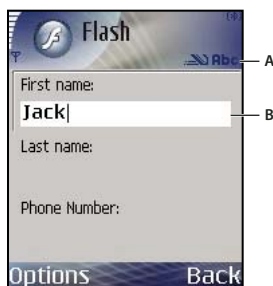 Flash
Abc
A
First name:
Jack
B
Last name:
Phone Number:
Options Back